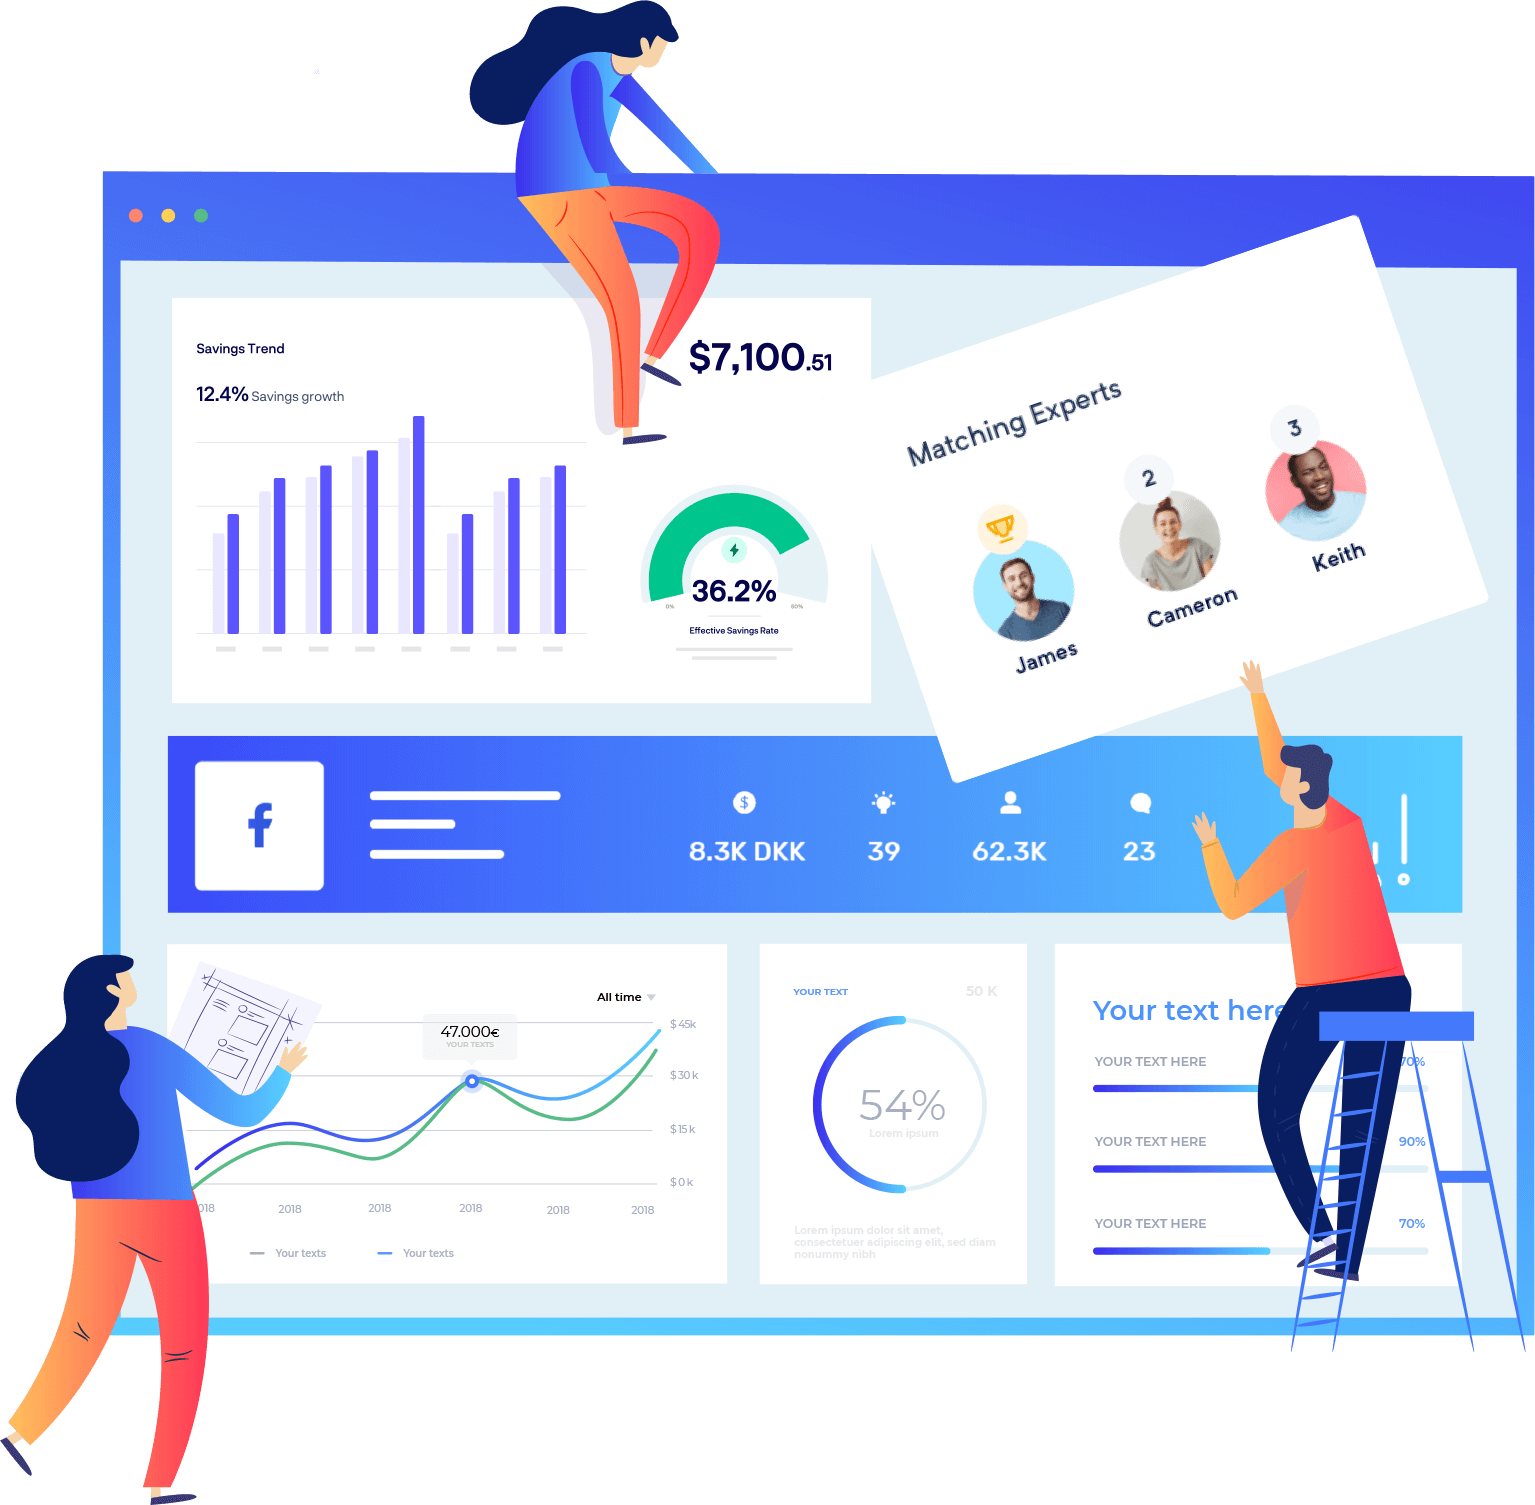 Savings Trend
$7,100.51
12.4% Savings growth
36.2%
0%
60%
Effective Savings Rate
Matching Experts
3
2
Keith
Cameron
James
8.3K DKK
39
62.3K
23
All time
47.000€
YOUR TEXTS
$45k
$30k
$15k
$0k
2018
2018
2018
2018
2018
Your texts
Your texts
YOUR TEXT
50 K
54%
Lorem ipsum
Lorem ipsum dolor sit amet,
consectetuer adipiscing elit, sed diam
nonummy nibh
Your text here
YOUR TEXT HERE
70%
YOUR TEXT HERE
90%
YOUR TEXT HERE
70%